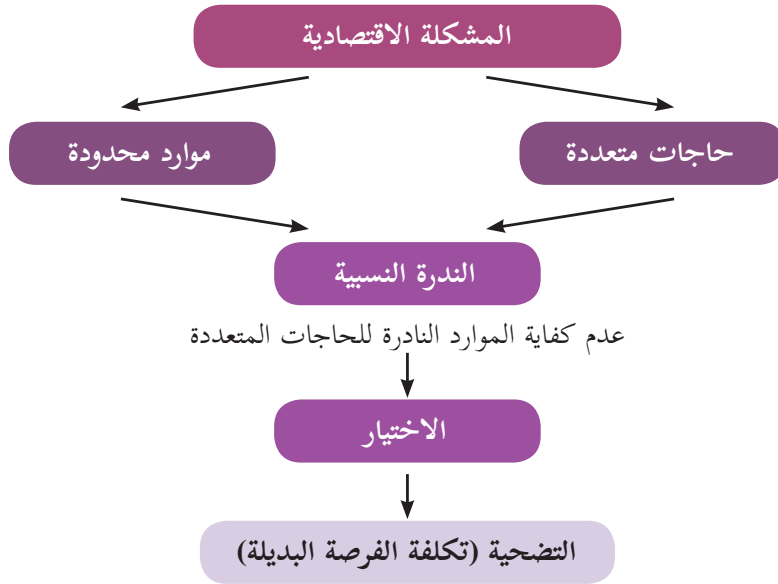 المشكلة الاقتصادية
حاجات متعددة
موارد محدودة
الندرة النسبية
عدم كفاية الموارد النادرة للحاجات المتعددة
الاختيار
التضحية (تكلفة الفرصة البديلة)